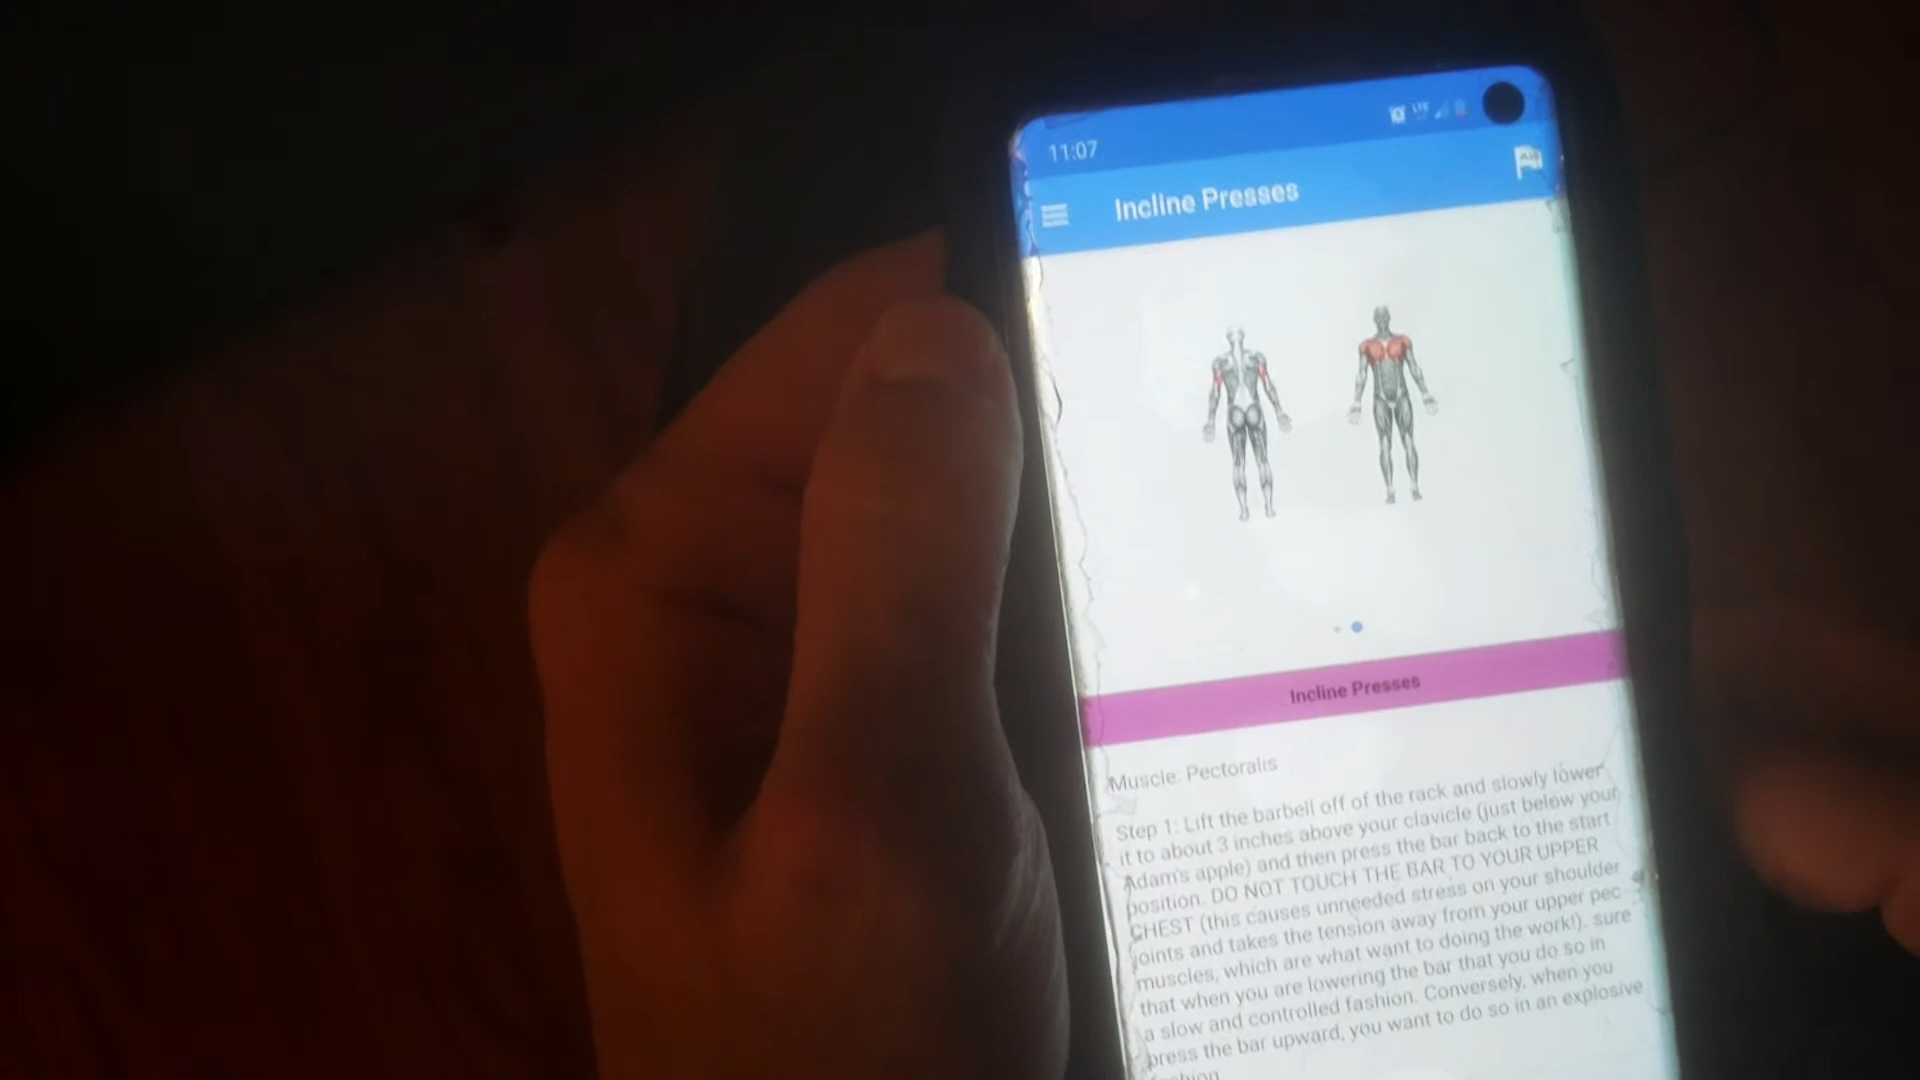 11:07
LTE
Incline Presses
Incline Presses
Muscle: Pectoralis
Step 1: Lift the barbell off of the rack and slowly lower
it to about 3 inches above your clavicle (just below your
Adam's apple) and then press the bar back to the start
position. DO NOT TOUCH THE BAR TO YOUR UPPER
CHEST (this causes unneeded stress on your shoulder
joints and takes the tension away from your upper pec
muscles, which are what want to doing the work!). sure
that when you are lowering the bar that you do so in
a slow and controlled fashion. Conversely, when you
press the bar upward, you want to do so in an explosive